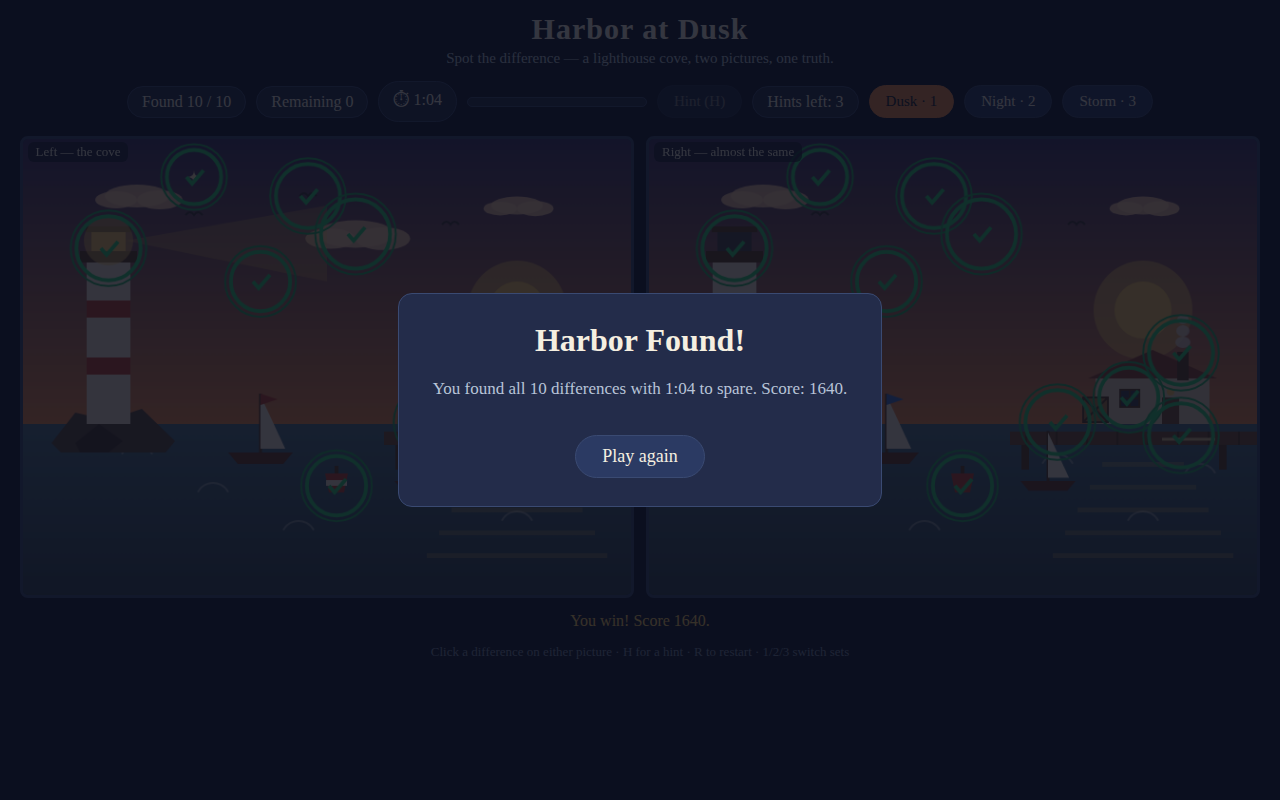 Harbor at Dusk
Spot the difference — a lighthouse cove, two pictures, one truth.
Found 10 / 10 Remaining 0 ⏱ 1:04 Hint (H) Hints left: 3 Dusk · 1 Night · 2 Storm · 3
Left — the cove Right — almost the same
Harbor Found!
You found all 10 differences with 1:04 to spare. Score: 1640.
Play again
You win! Score 1640.
Click a difference on either picture · H for a hint · R to restart · 1/2/3 switch sets